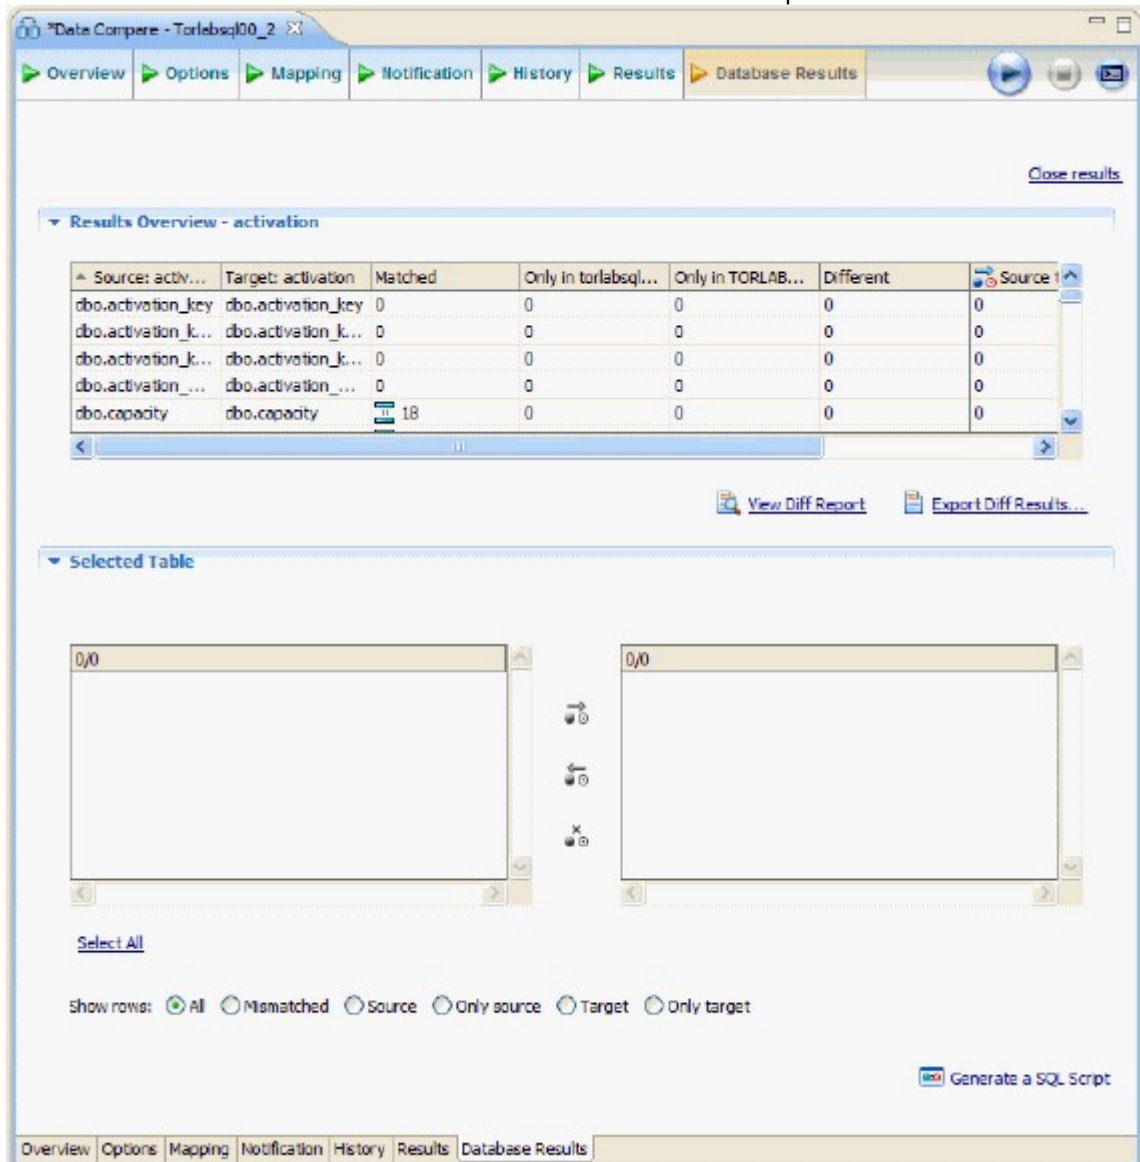 *Data Compare - Torlabsql00_2
Overview Options Mapping Notification History Results Database Results
Close results
Results Overview - activation
Source: activ... Target: activation Matched Only in torlabsql... Only in TORLAB... Different Source t
dbo.activation_key dbo.activation_key 0 0 0 0 0
dbo.activation_k... dbo.activation_k... 0 0 0 0 0
dbo.activation_k... dbo.activation_k... 0 0 0 0 0
dbo.activation_... dbo.activation_... 0 0 0 0 0
dbo.capacity dbo.capacity 18 0 0 0 0
View Diff Report Export Diff Results...
Selected Table
0/0 0/0
Select All
Show rows: All Mismatched Source Only source Target Only target
Generate a SQL Script
Overview Options Mapping Notification History Results Database Results